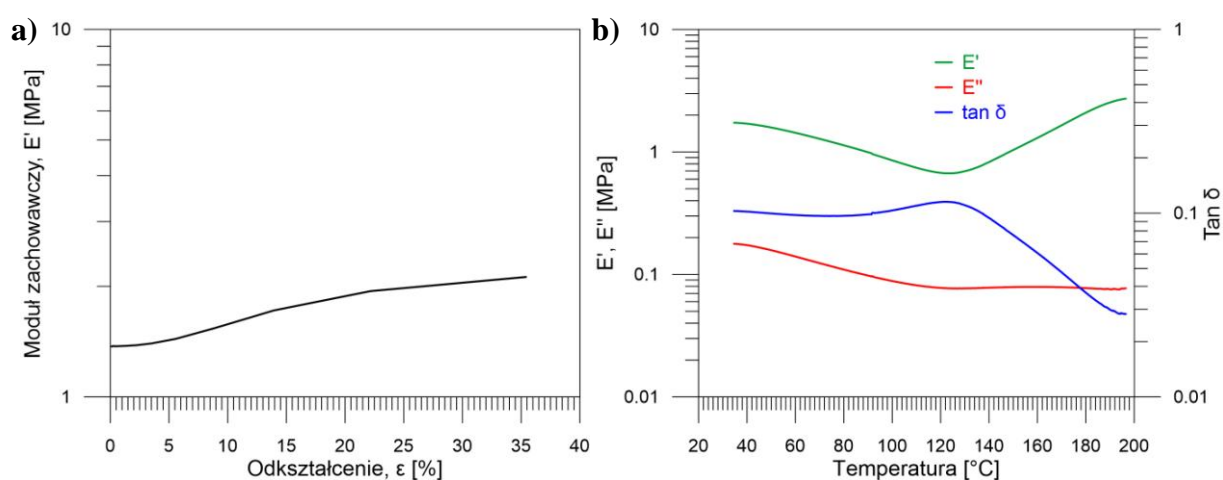 a)
10
1
Moduł zachowawczy, E' [MPa]
0 5 10 15 20 25 30 35 40
Odkształcenie, ε [%]
b)
10
1
0.1
0.01
E', E'' [MPa]
E'
E''
tan δ
1
0.1
0.01
Tan δ
20 40 60 80 100 120 140 160 180 200
Temperatura [°C]